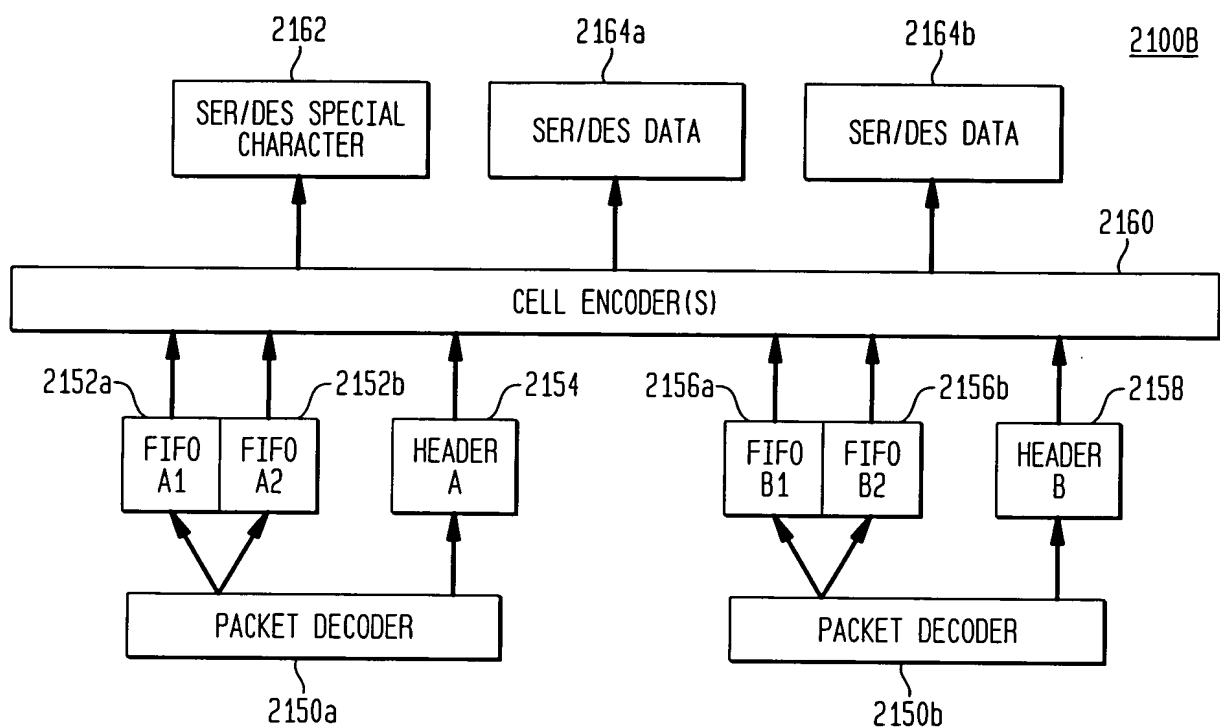 2162
2164a
2164b
2100B
SER/DES SPECIAL
CHARACTER
SER/DES DATA
SER/DES DATA
2160
CELL ENCODER(S)
2152a
2152b
2154
2156a
2156b
2158
FIFO
A1
FIFO
A2
HEADER
A
FIFO
B1
FIFO
B2
HEADER
B
PACKET DECODER
PACKET DECODER
2150a
2150b